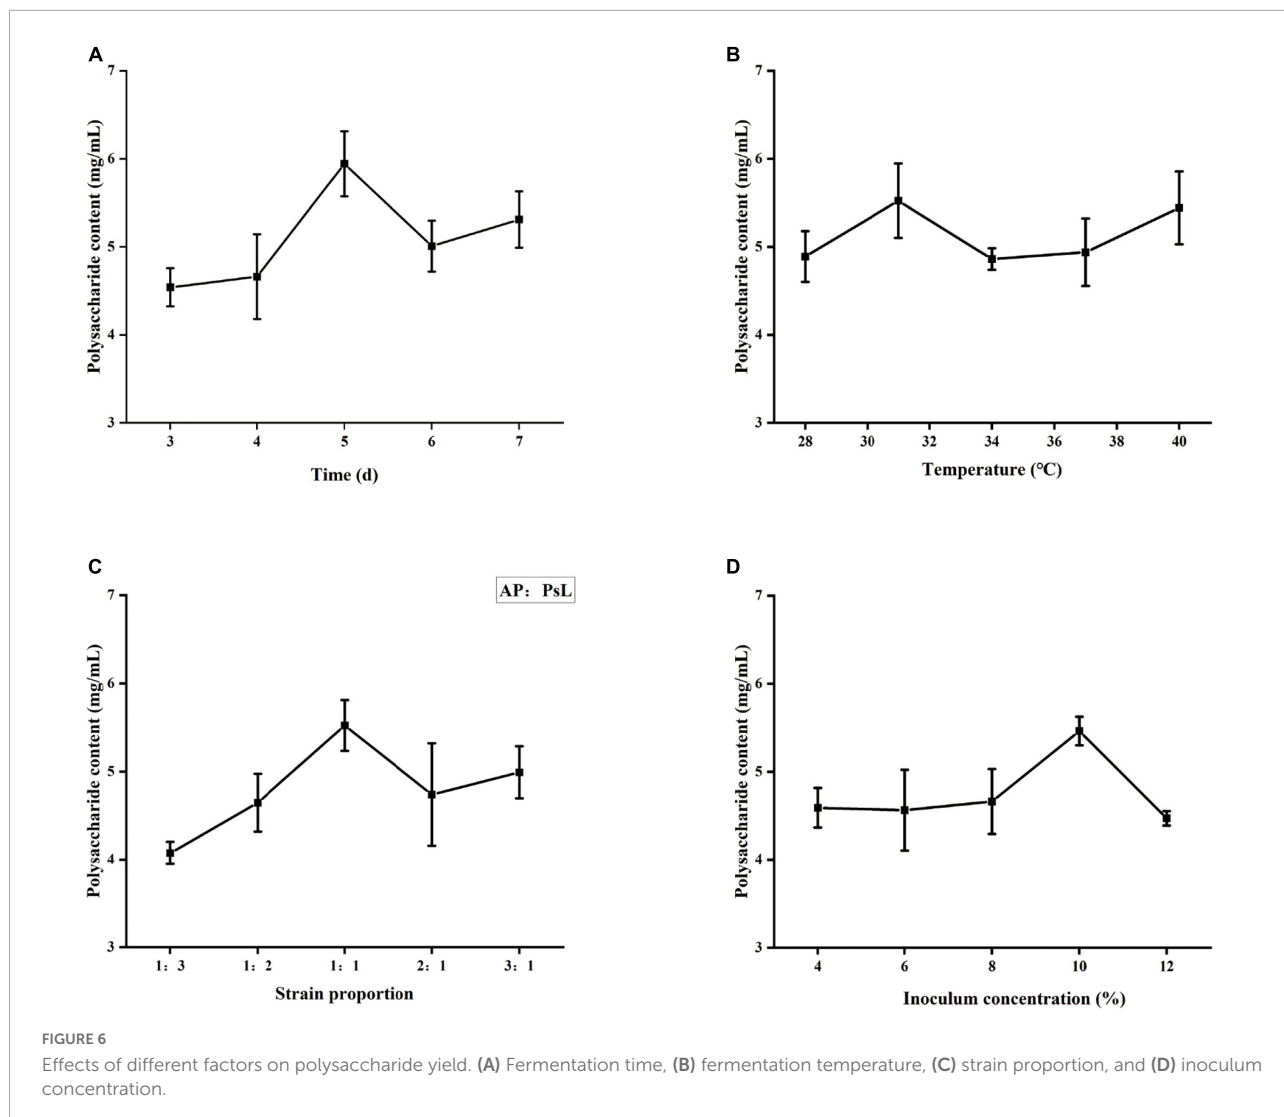 A
B
7
6
5
4
3
Polysaccharide content (mg/mL)
3 4 5 6 7
Time (d)
7
6
5
4
3
Polysaccharide content (mg/mL)
28 30 32 34 36 38 40
Temperature (℃)
C
D
AP：PsL
7
6
5
4
3
Polysaccharide content (mg/mL)
1：3 1：2 1：1 2：1 3：1
Strain proportion
7
6
5
4
3
Polysaccharide content (mg/mL)
4 6 8 10 12
Inoculum concentration (%)
FIGURE 6
Effects of different factors on polysaccharide yield. (A) Fermentation time, (B) fermentation temperature, (C) strain proportion, and (D) inoculum
concentration.